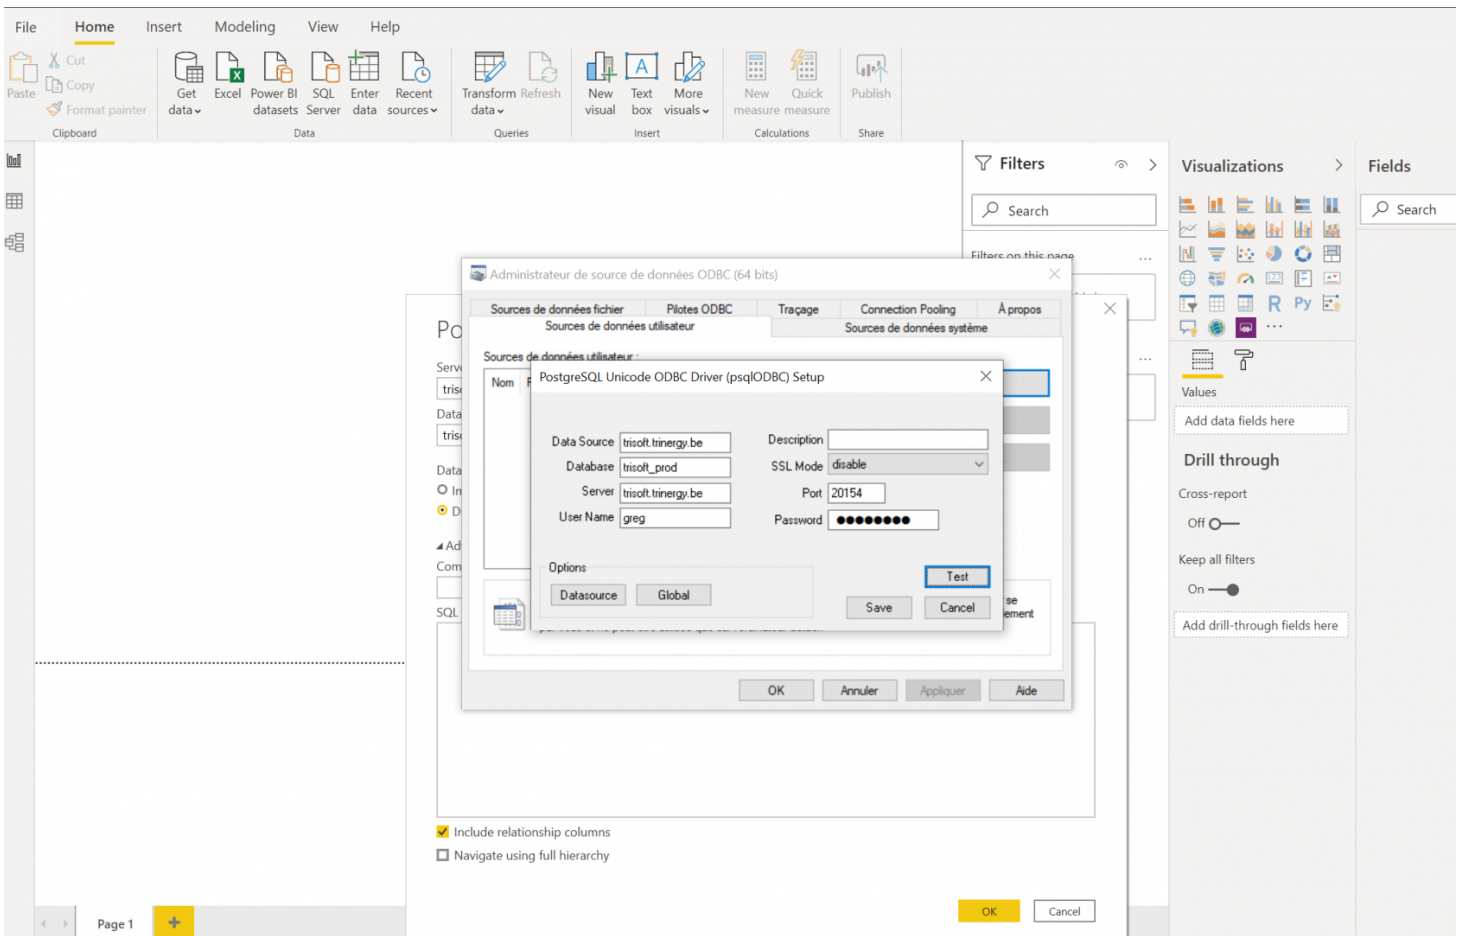 File Home Insert Modeling View Help
Paste
Cut
Copy
Format painter
Clipboard
Get data
Excel
Power BI datasets
SQL Server
Enter data
Recent sources
Data
Transform data
Refresh
Queries
New visual
Text box
More visuals
Insert
New measure
Quick measure
Calculations
Publish
Share
Filters
Search
Filters on this page
Visualizations
Values
Add data fields here
Drill through
Cross-report
Off
Keep all filters
On
Add drill-through fields here
Fields
Search
Administrateur de source de données ODBC (64 bits)
Sources de données fichier Pilotes ODBC Traçage Connection Pooling À propos
Sources de données utilisateur Sources de données système
Sources de données utilisateur :
Nom
PostgreSQL Unicode ODBC Driver (psqlODBC) Setup
Data Source trisoft.trinergy.be Description
Database trisoft_prod SSL Mode disable
Server trisoft.trinergy.be Port 20154
User Name greg Password ●●●●●●●●
Options
Datasource Global
Test
Save Cancel
se
OK Annuler Appliquer Aide
SQL
Include relationship columns
Navigate using full hierarchy
OK Cancel
Page 1 +